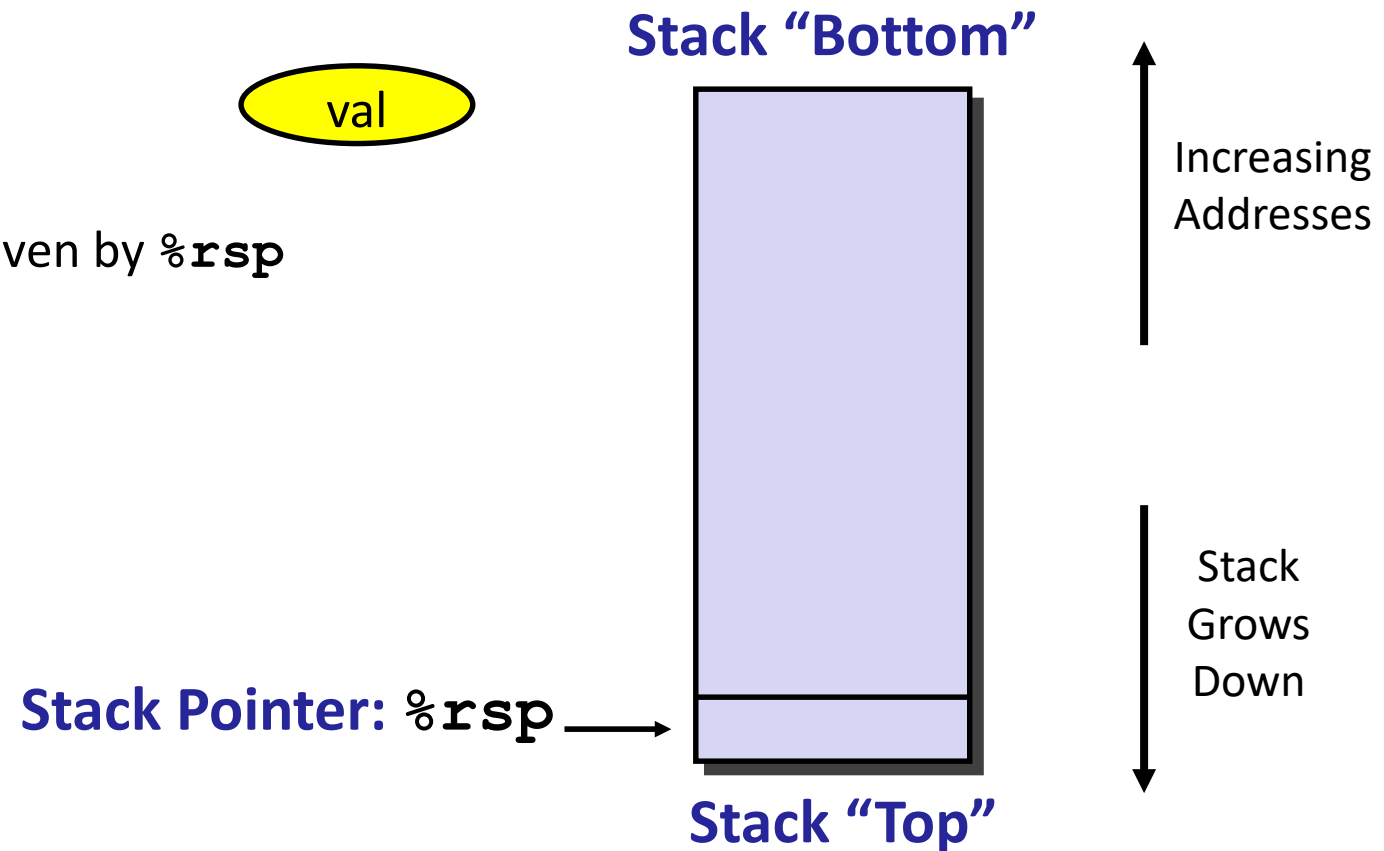 Stack “Bottom”
val
Increasing
Addresses
ven by %rsp
Stack
Grows
Down
Stack Pointer: %rsp
Stack “Top”